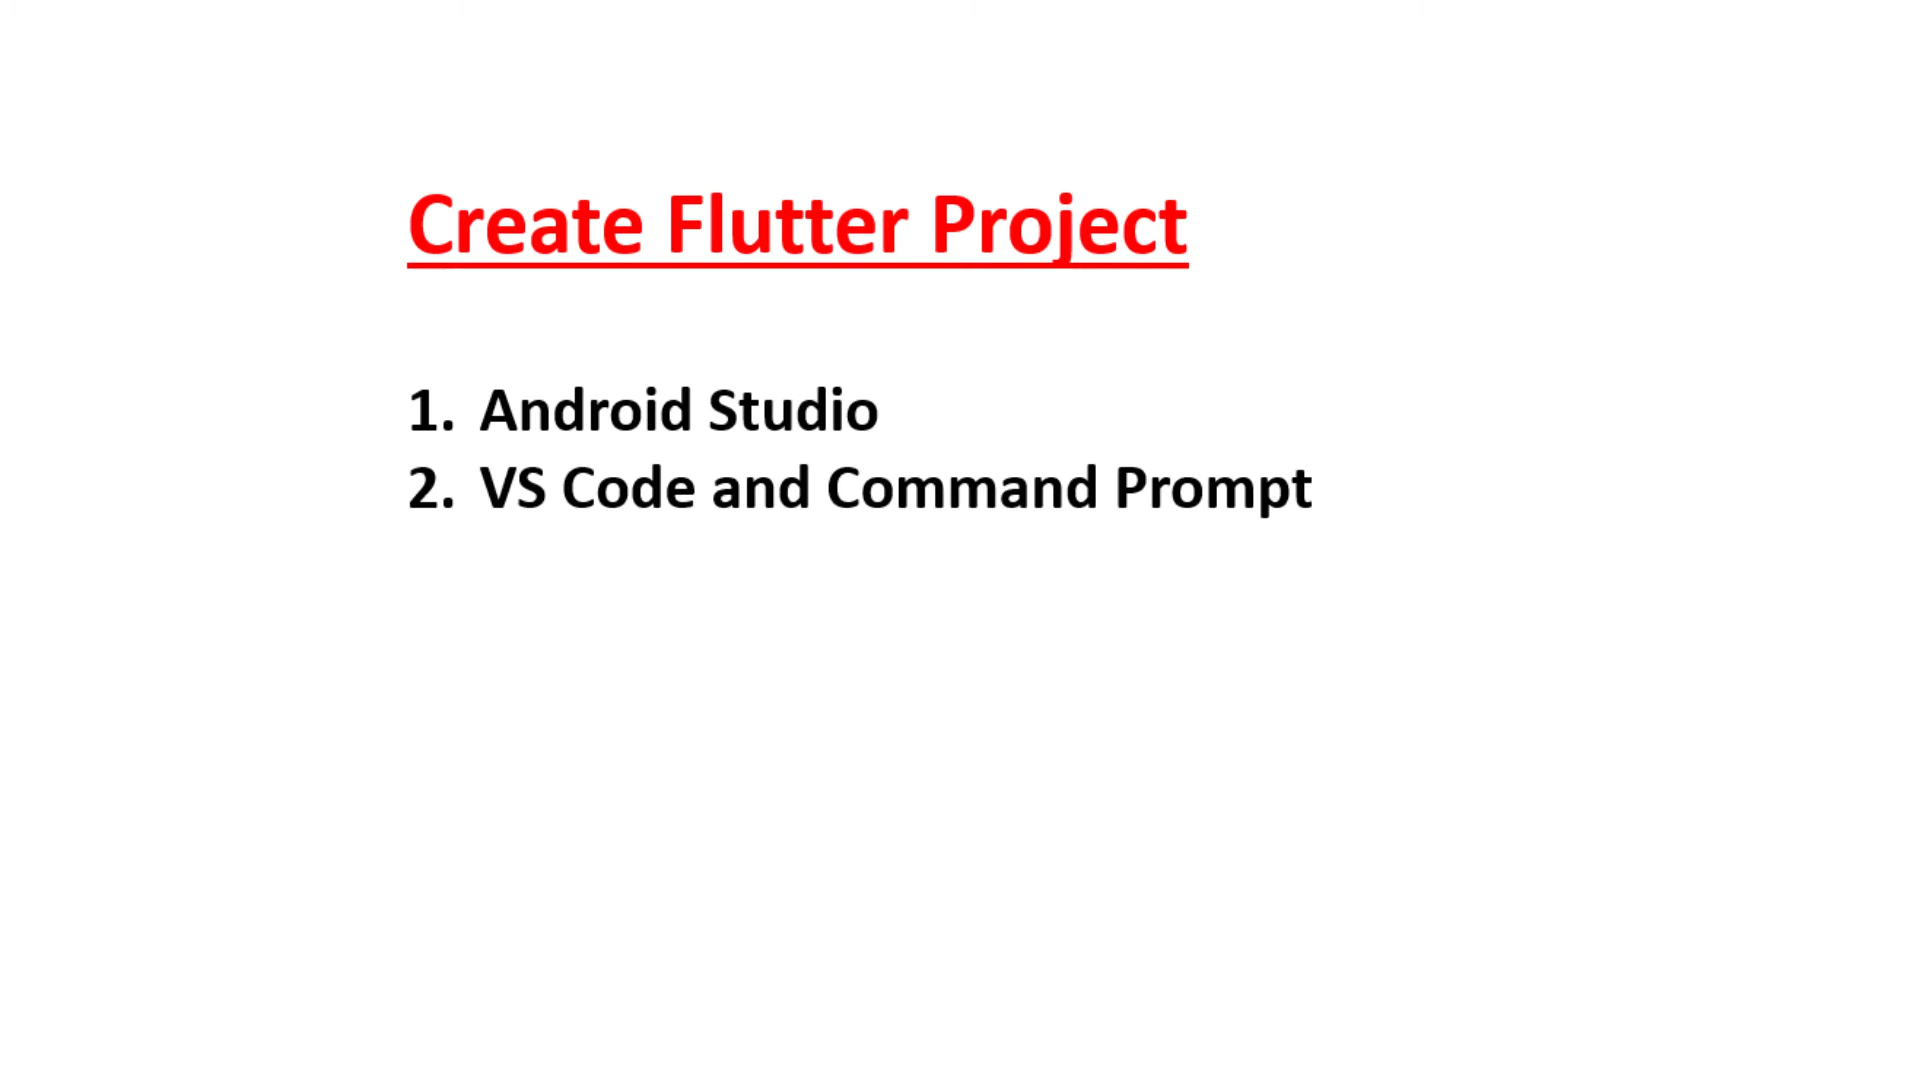 Create Flutter Project
1. Android Studio
2. VS Code and Command Prompt